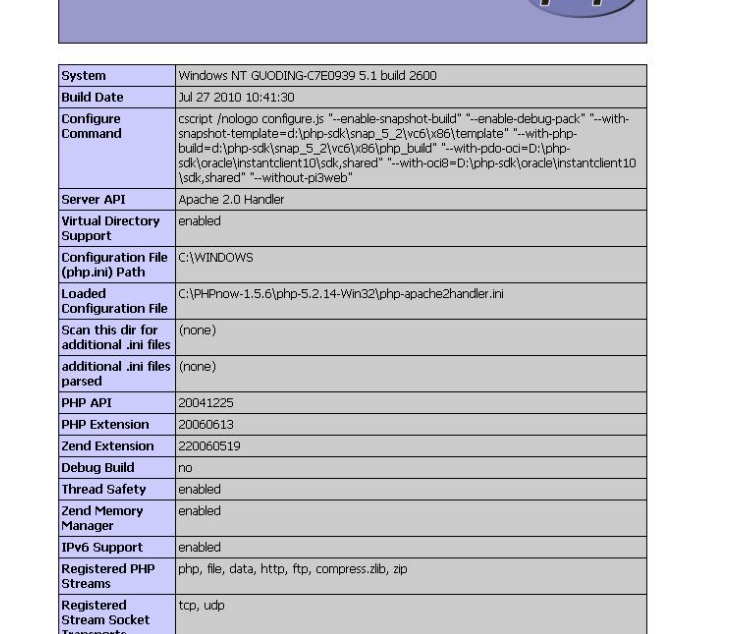 System Windows NT GUODING-C7E0939 5.1 build 2600
Build Date Jul 27 2010 10:41:30
Configure Command cscript /nologo configure.js "--enable-snapshot-build" "--enable-debug-pack" "--with-
snapshot-template=d:\php-sdk\snap_5_2\vc6\x86\template" "--with-php-
build=d:\php-sdk\snap_5_2\vc6\x86\php_build" "--with-pdo-oci=D:\php-
sdk\oracle\instantclient10\sdk,shared" "--with-oci8=D:\php-sdk\oracle\instantclient10
\sdk,shared" "--without-pi3web"
Server API Apache 2.0 Handler
Virtual Directory
Support enabled
Configuration File
(php.ini) Path C:\WINDOWS
Loaded
Configuration File C:\PHPnow-1.5.6\php-5.2.14-Win32\php-apache2handler.ini
Scan this dir for
additional .ini files (none)
additional .ini files
parsed (none)
PHP API 20041225
PHP Extension 20060613
Zend Extension 220060519
Debug Build no
Thread Safety enabled
Zend Memory
Manager enabled
IPv6 Support enabled
Registered PHP
Streams php, file, data, http, ftp, compress.zlib, zip
Registered
Stream Socket
Transports tcp, udp